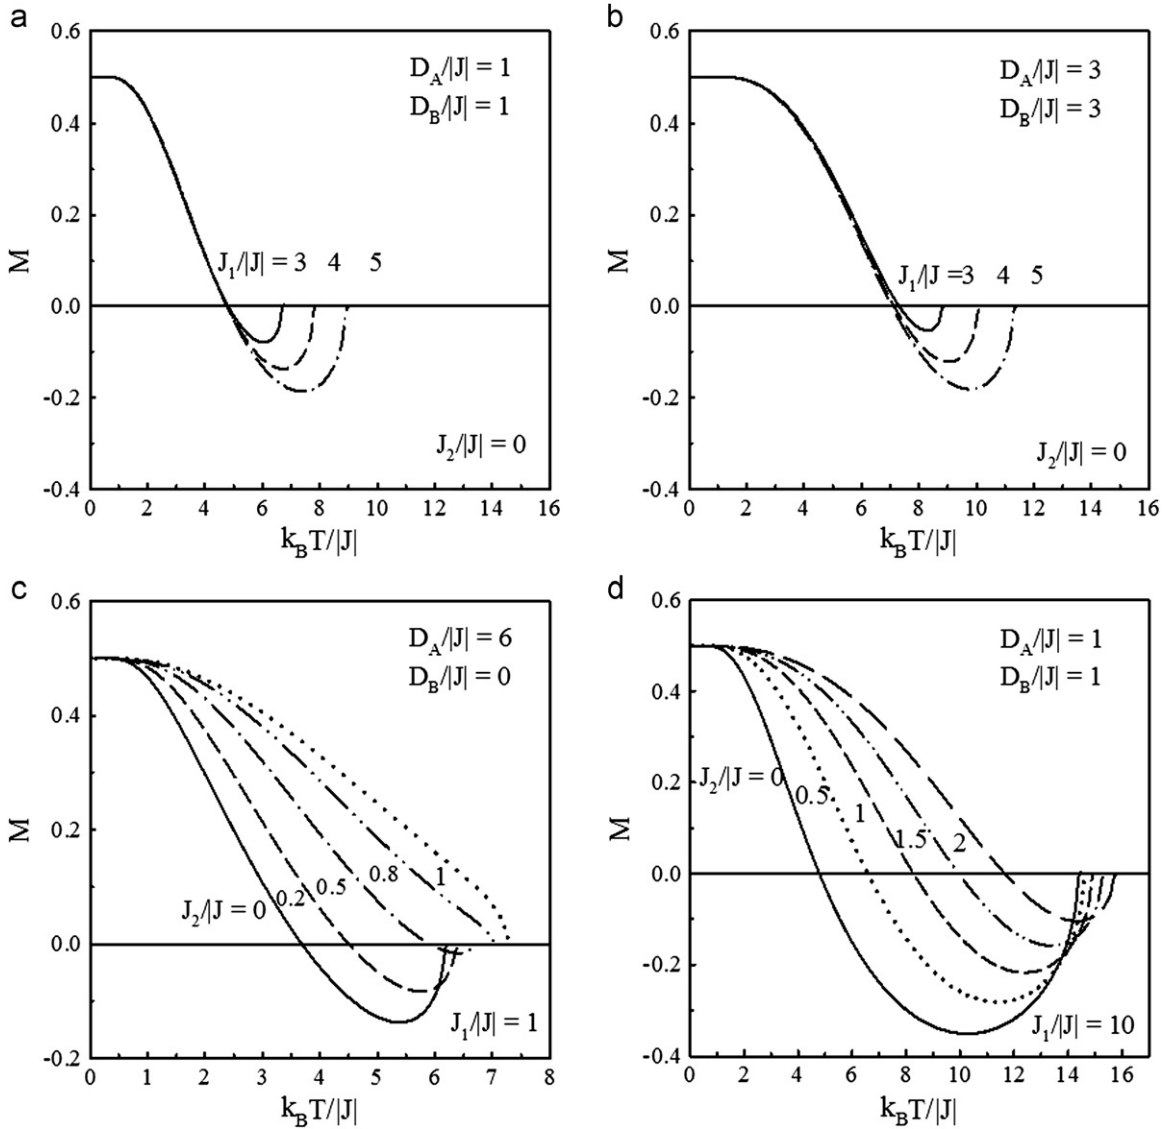 a
0.6
0.4
0.2
0.0
-0.2
-0.4
M
D_A/|J| = 1
D_B/|J| = 1
J_1/|J| = 3 4 5
J_2/|J| = 0
0 2 4 6 8 10 12 14 16
k_BT/|J|
b
0.6
0.4
0.2
0.0
-0.2
-0.4
M
D_A/|J| = 3
D_B/|J| = 3
J_1/|J =3 4 5
J_2/|J| = 0
0 2 4 6 8 10 12 14 16
k_BT/|J|
c
0.6
0.4
0.2
0.0
-0.2
M
D_A/|J| = 6
D_B/|J| = 0
J_2/|J = 0 0.2 0.5 0.8 1
J_1/|J| = 1
0 1 2 3 4 5 6 7 8
k_BT/|J|
d
0.6
0.4
0.2
0.0
-0.2
-0.4
M
D_A/|J| = 1
D_B/|J| = 1
J_2/|J = 0 0.5 1 1.5 2
J_1/|J| = 10
0 2 4 6 8 10 12 14 16
k_BT/|J|